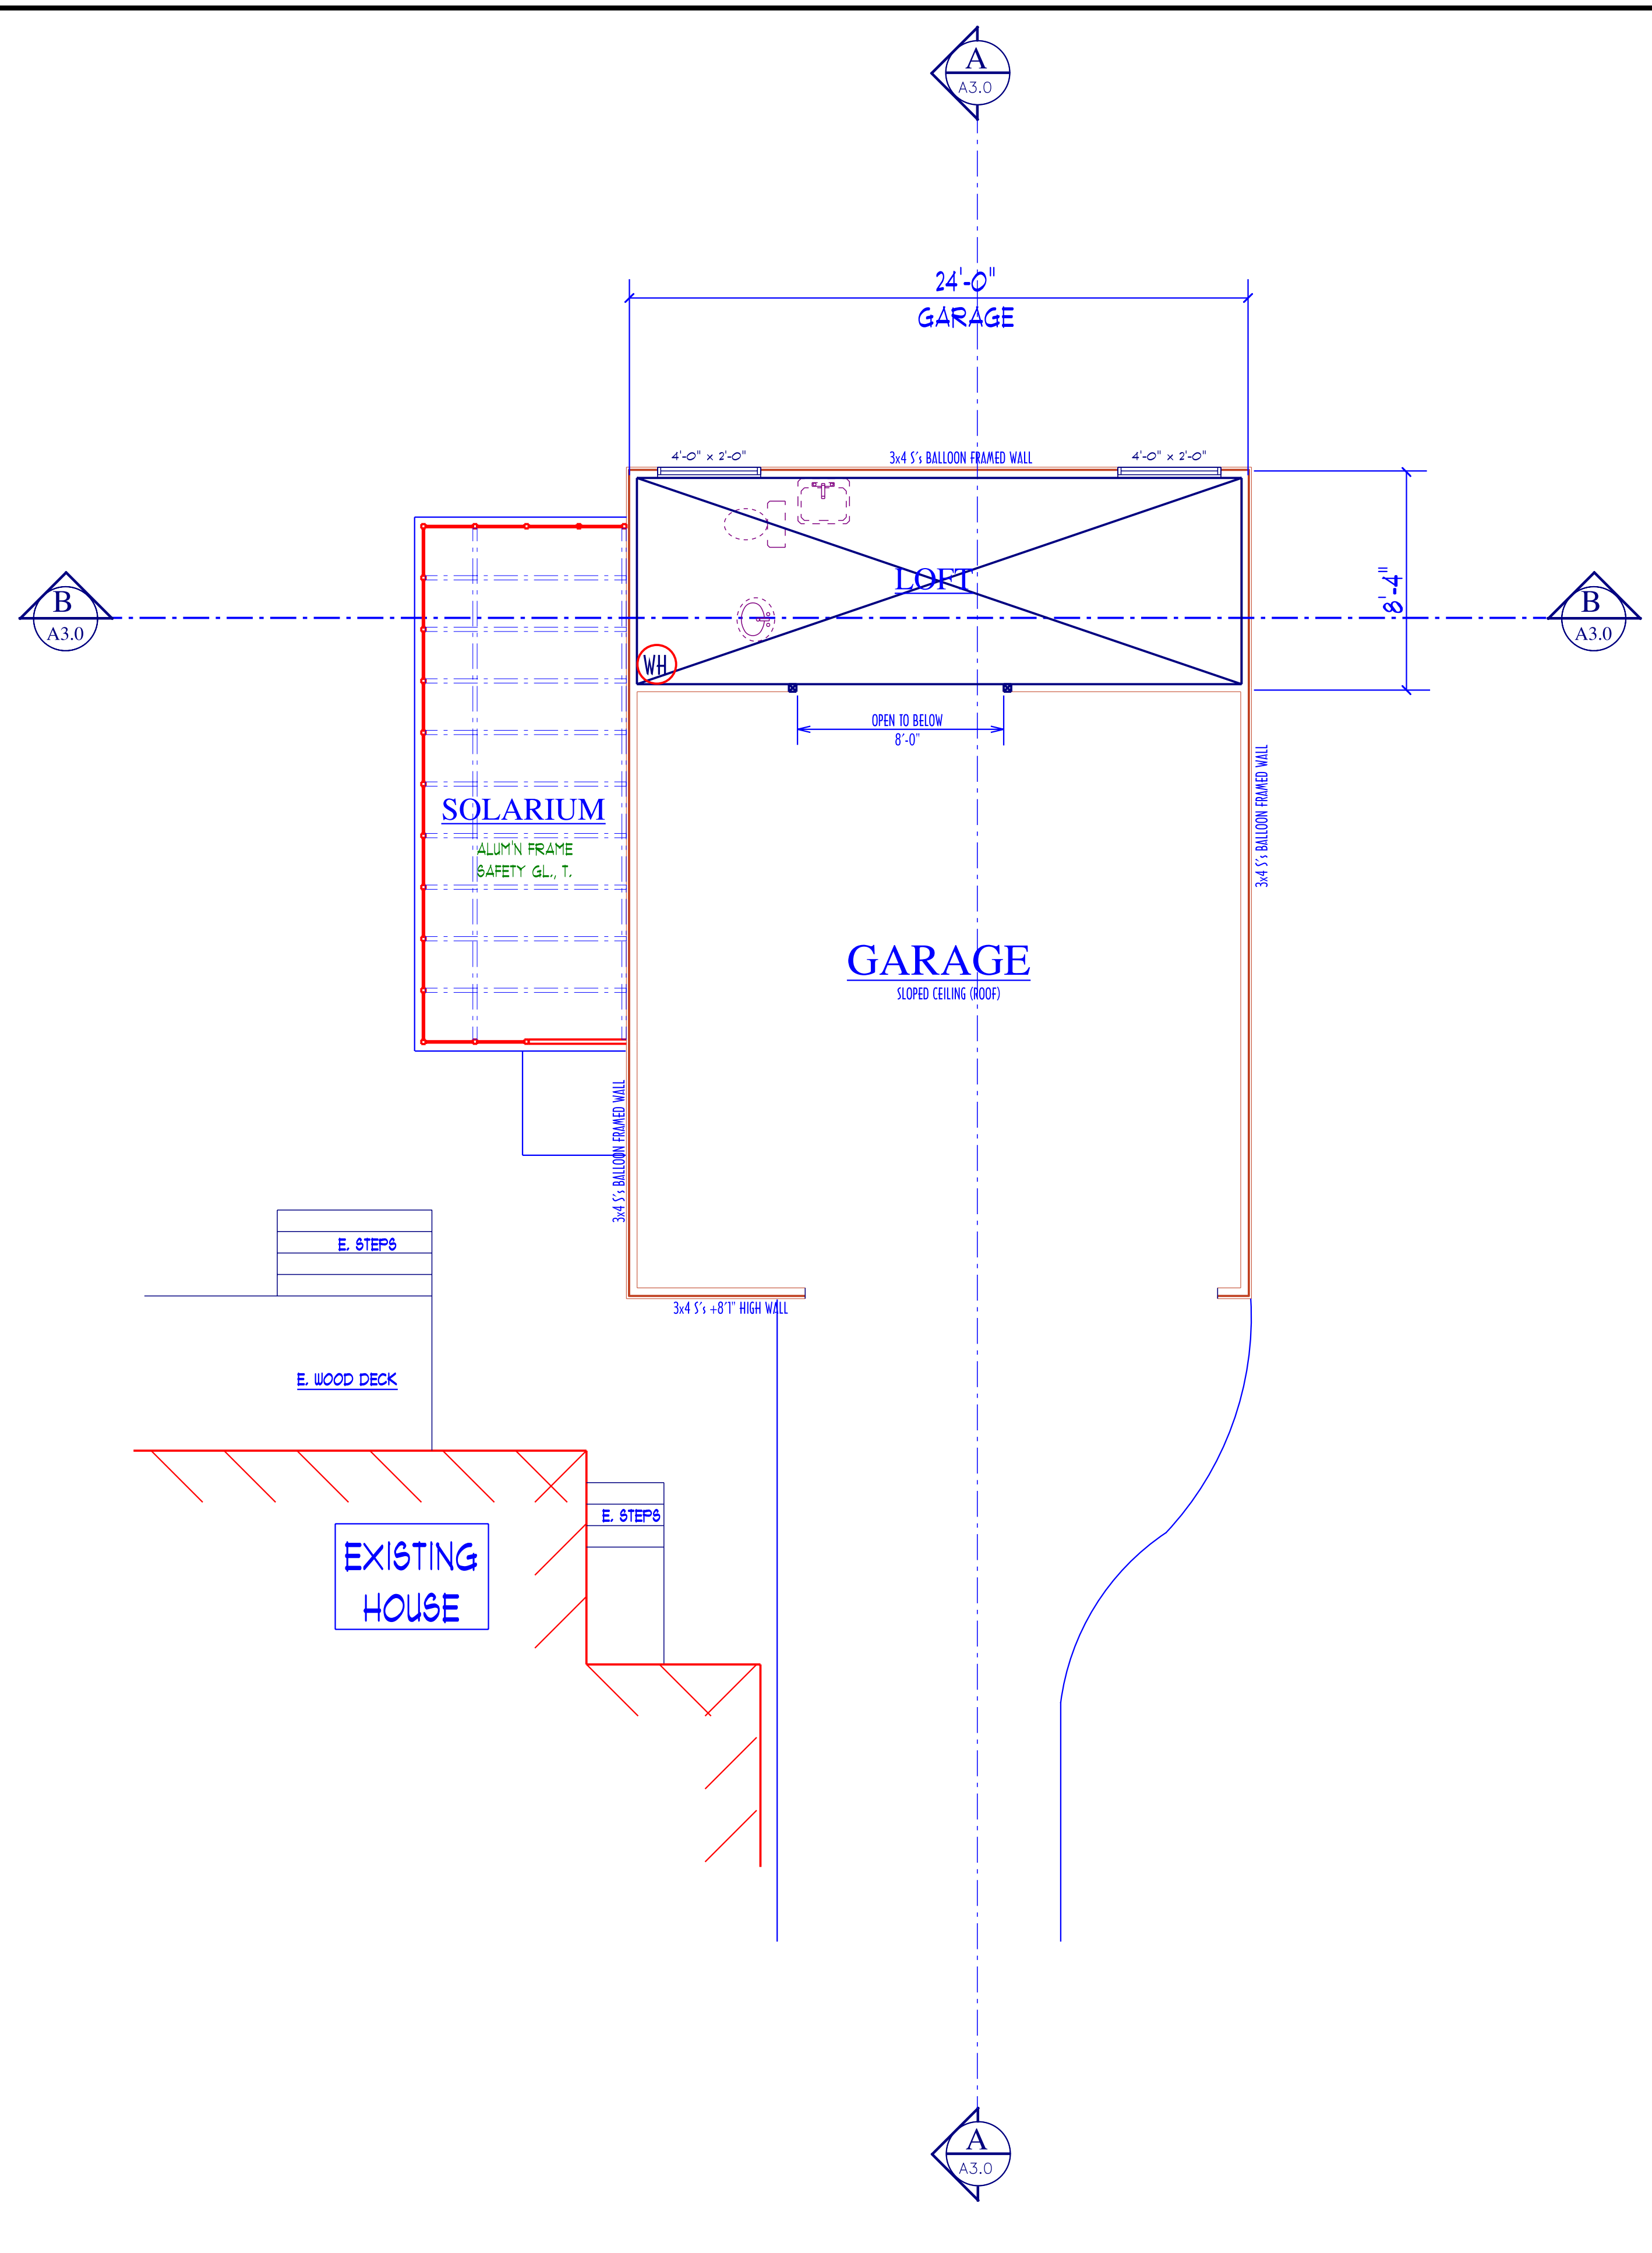 A
A3.0
24'-0"
GARAGE
4'-0" x 2'-0"
3x4 S's BALLOON FRAMED WALL
4'-0" x 2'-0"
LOFT
8'-4"
B
A3.0
B
A3.0
WH
OPEN TO BELOW
8'-0"
3x4 S's BALLOON FRAMED WALL
SOLARIUM
ALUM'N FRAME
SAFETY GL., T.
GARAGE
SLOPED CEILING (ROOF)
3x4 S's BALLOON FRAMED WALL
E. STEPS
3x4 S's +8'1" HIGH WALL
E. WOOD DECK
E. STEPS
EXISTING
HOUSE
A
A3.0